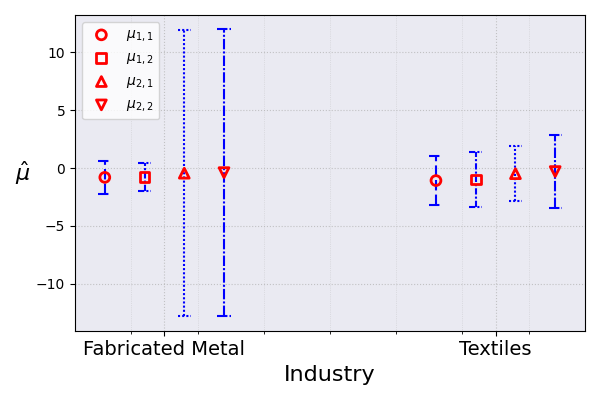 μ₁,₁
μ₁,₂
μ₂,₁
μ₂,₂
10
5
0
−5
−10
μ̂
Fabricated Metal Textiles
Industry